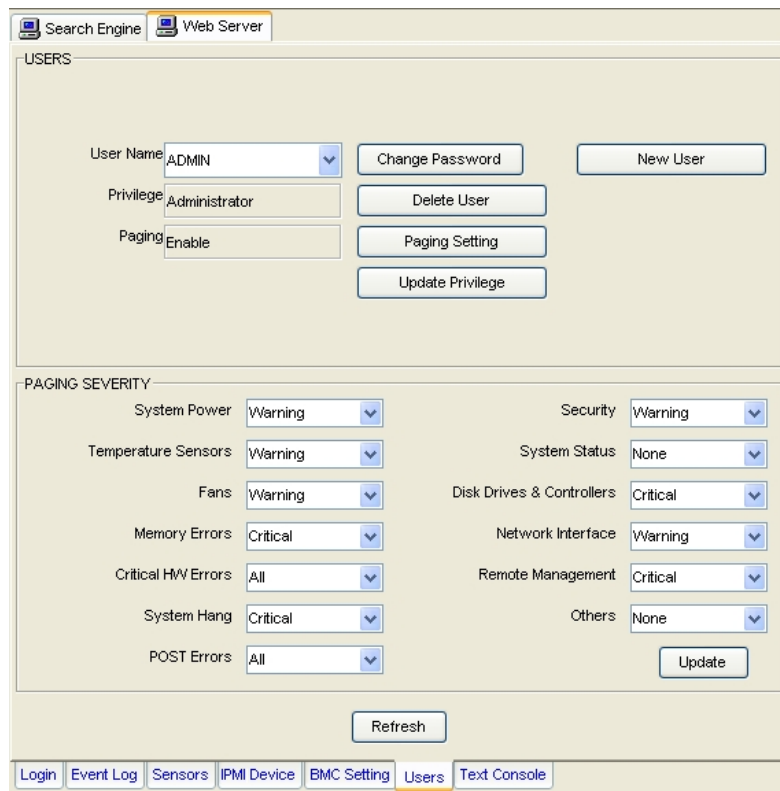 Search Engine Web Server
USERS
User Name ADMIN Change Password New User
Privilege Administrator Delete User
Paging Enable Paging Setting
Update Privilege
PAGING SEVERITY
System Power Warning Security Warning
Temperature Sensors Warning System Status None
Fans Warning Disk Drives & Controllers Critical
Memory Errors Critical Network Interface Warning
Critical HW Errors All Remote Management Critical
System Hang Critical Others None
POST Errors All Update
Refresh
Login Event Log Sensors IPMI Device BMC Setting Users Text Console